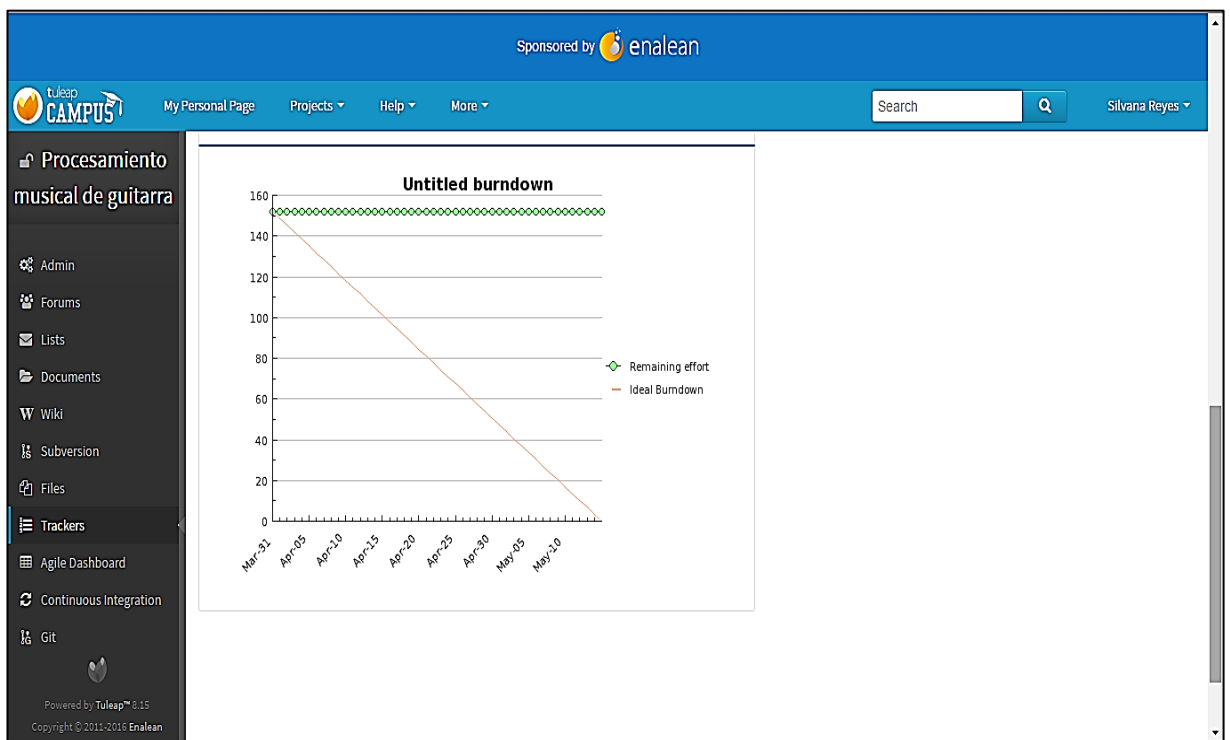 Sponsored by enalean
tuleap
CAMPUS
My Personal Page
Projects
Help
More
Search
Silvana Reyes
Procesamiento
musical de guitarra
Admin
Forums
Lists
Documents
Wiki
Subversion
Files
Trackers
Agile Dashboard
Continuous Integration
Git
Powered by Tuleap™ 8.15
Copyright © 2011-2016 Enalean
Untitled burndown
160
140
120
100
80
60
40
20
0
Mar-31
Apr-05
Apr-10
Apr-15
Apr-20
Apr-25
Apr-30
May-05
May-10
Remaining effort
Ideal Burndown